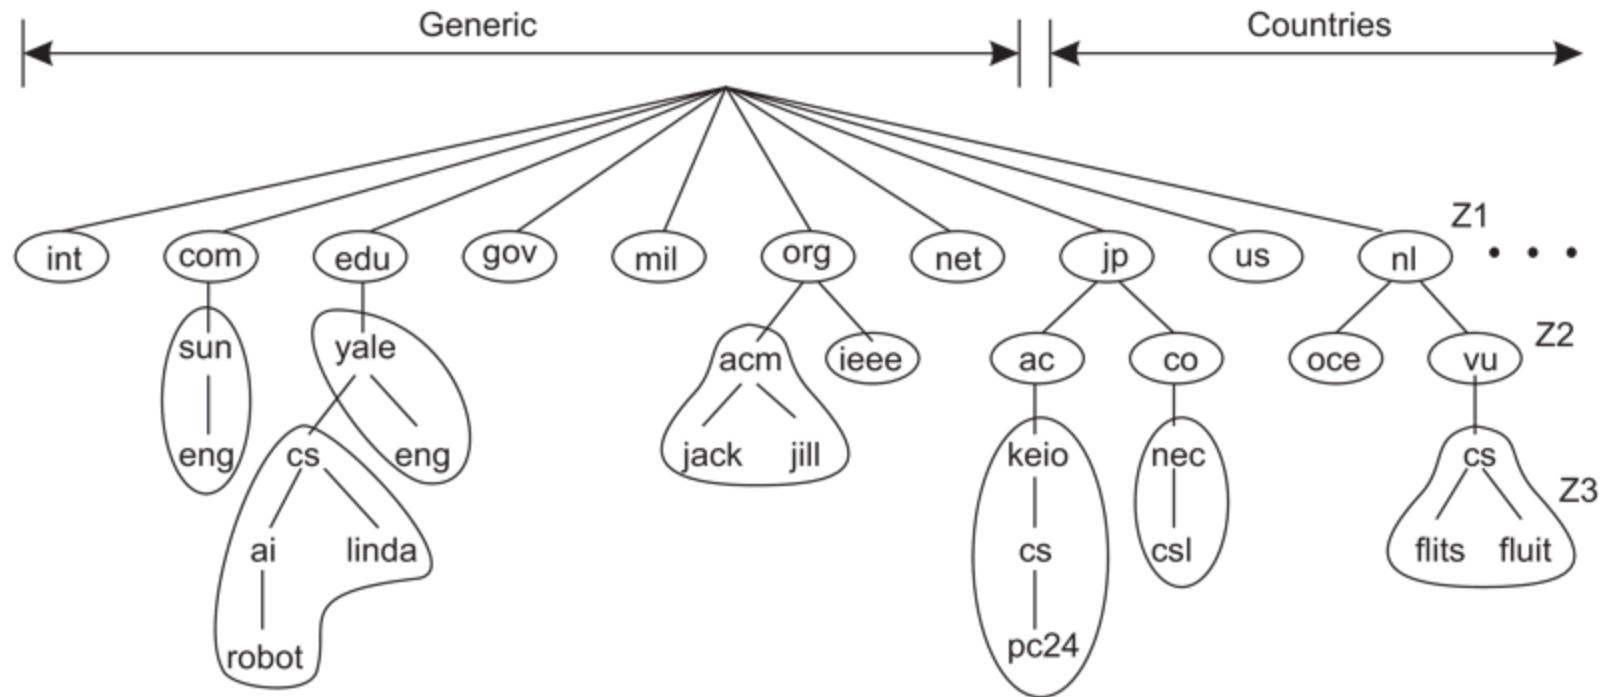 Generic Countries
Z1
int com edu gov mil org net jp us nl • • •
Z2
sun yale acm ieee ac co oce vu
eng cs eng jack jill keio nec cs
Z3
ai linda cs csl flits fluit
robot pc24